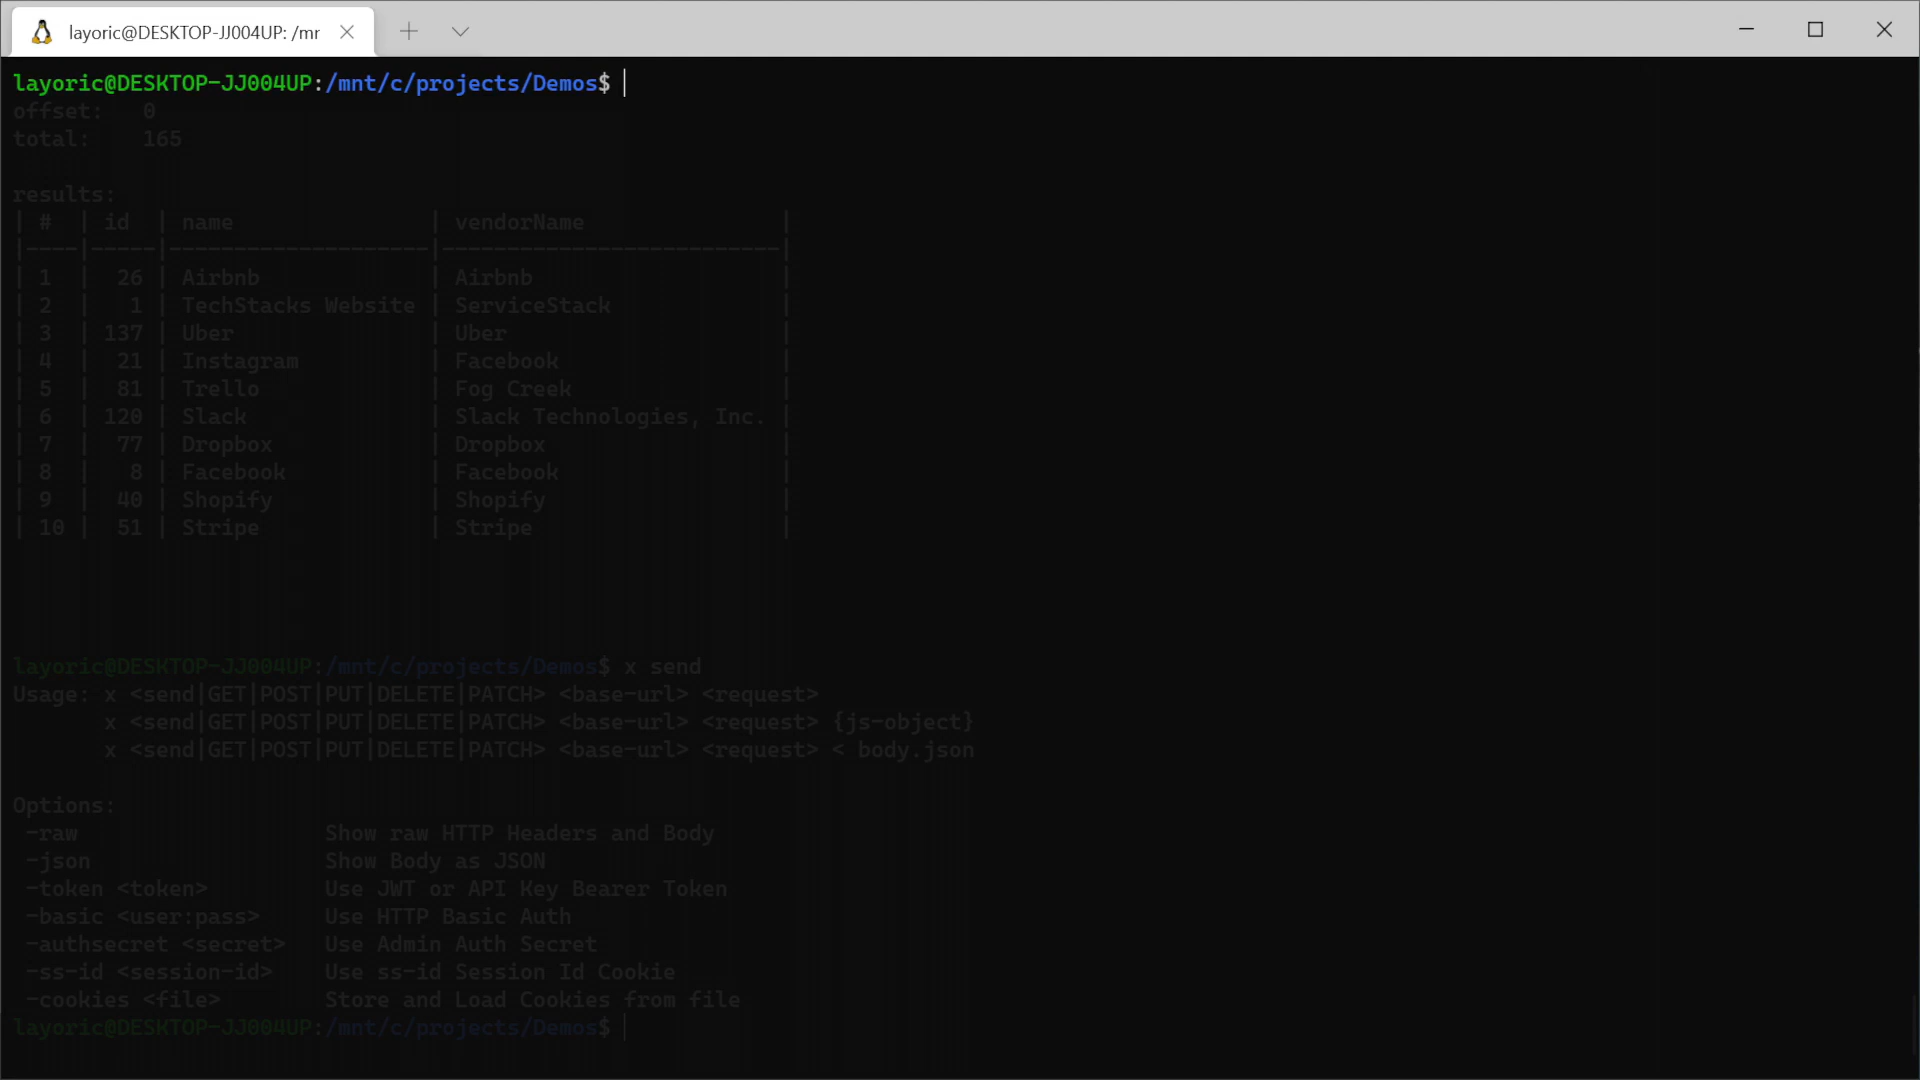 layoric@DESKTOP-JJ004UP: /mr
layoric@DESKTOP-JJ004UP:/mnt/c/projects/Demos$
offset:   0
total:    165
results:
| #  | id  | name               | vendorName               |
|----|-----|--------------------|--------------------------|
| 1  |  26 | Airbnb             | Airbnb                   |
| 2  |   1 | TechStacks Website | ServiceStack             |
| 3  | 137 | Uber               | Uber                     |
| 4  |  21 | Instagram          | Facebook                 |
| 5  |  81 | Trello             | Fog Creek                |
| 6  | 120 | Slack              | Slack Technologies, Inc. |
| 7  |  77 | Dropbox            | Dropbox                  |
| 8  |   8 | Facebook           | Facebook                 |
| 9  |  40 | Shopify            | Shopify                  |
| 10 |  51 | Stripe             | Stripe                   |
layoric@DESKTOP-JJ004UP:/mnt/c/projects/Demos$ x send
Usage: x <send|GET|POST|PUT|DELETE|PATCH> <base-url> <request>
       x <send|GET|POST|PUT|DELETE|PATCH> <base-url> <request> {js-object}
       x <send|GET|POST|PUT|DELETE|PATCH> <base-url> <request> < body.json
Options:
 -raw                   Show raw HTTP Headers and Body
 -json                  Show Body as JSON
 -token <token>         Use JWT or API Key Bearer Token
 -basic <user:pass>     Use HTTP Basic Auth
 -authsecret <secret>   Use Admin Auth Secret
 -ss-id <session-id>    Use ss-id Session Id Cookie
 -cookies <file>        Store and Load Cookies from file
layoric@DESKTOP-JJ004UP:/mnt/c/projects/Demos$